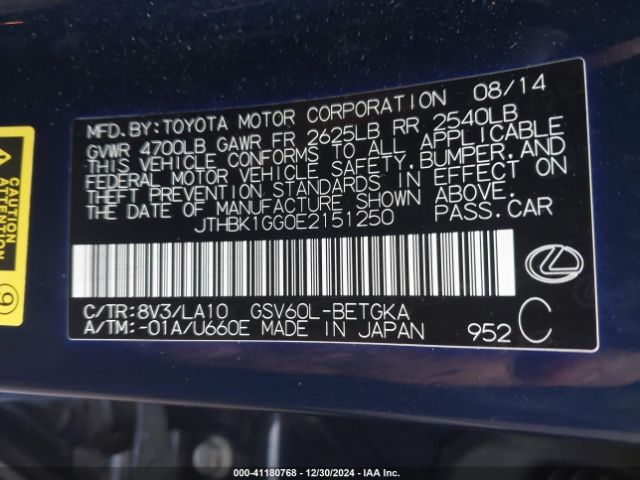 MFD.BY:TOYOTA MOTOR CORPORATION 08/14
GVWR 4700LB GAWR FR 2625LB RR 2540LB
THIS VEHICLE CONFORMS TO ALL APPLICABLE
FEDERAL MOTOR VEHICLE SAFETY,BUMPER,AND
THEFT PREVENTION STANDARDS IN EFFECT ON
THE DATE OF MANUFACTURE SHOWN ABOVE.
JTHBK1GG0E2151250 PASS.CAR
C/TR:8V3/LA10 GSV60L-BETGKA
A/TM:-01A/U660E MADE IN JAPAN 952 C
CAUTION
ATTENTION
9
000-41180768 - 12/30/2024 - IAA Inc.